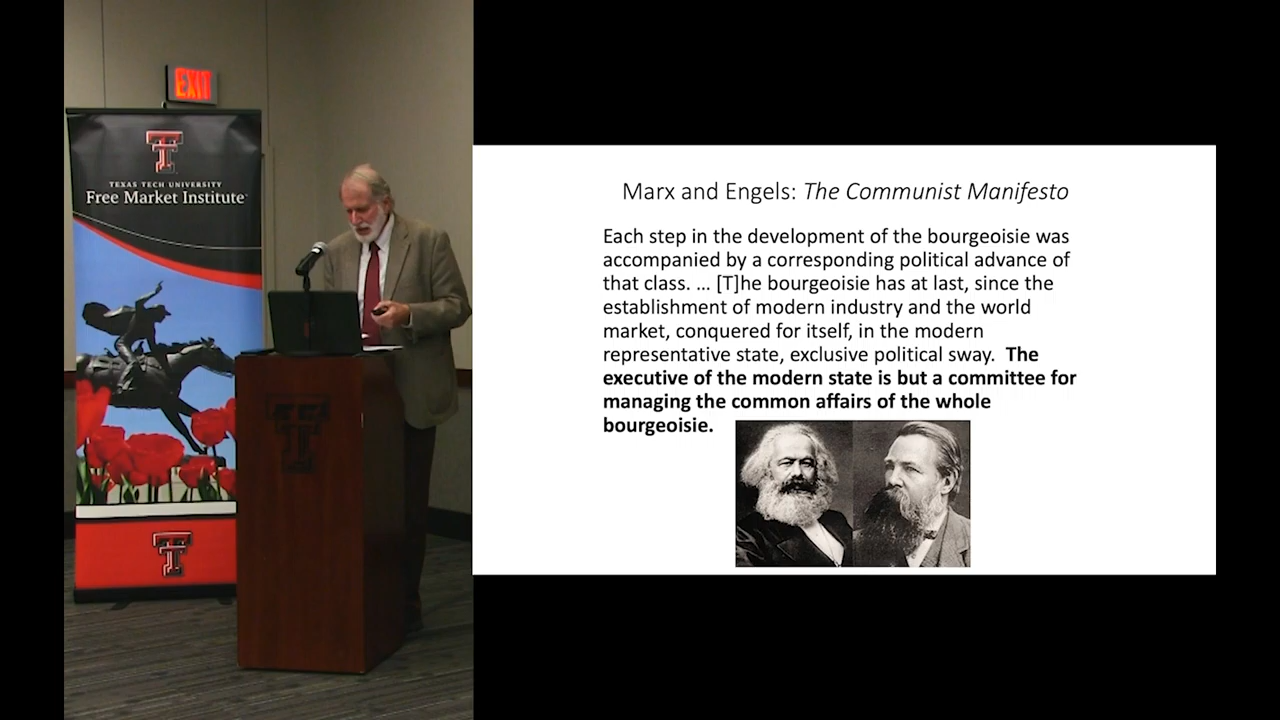 EXIT
TEXAS TECH UNIVERSITY
Free Market Institute
Marx and Engels: The Communist Manifesto
Each step in the development of the bourgeoisie was
accompanied by a corresponding political advance of
that class. ... [T]he bourgeoisie has at last, since the
establishment of modern industry and the world
market, conquered for itself, in the modern
representative state, exclusive political sway. The
executive of the modern state is but a committee for
managing the common affairs of the whole
bourgeoisie.